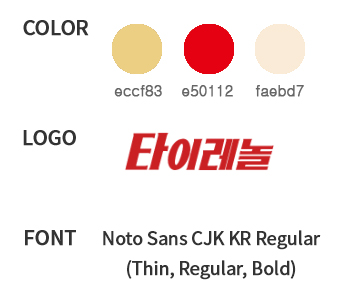 COLOR
eccf83 e50112 faebd7
LOGO
타이레놀
FONT Noto Sans CJK KR Regular
(Thin, Regular, Bold)